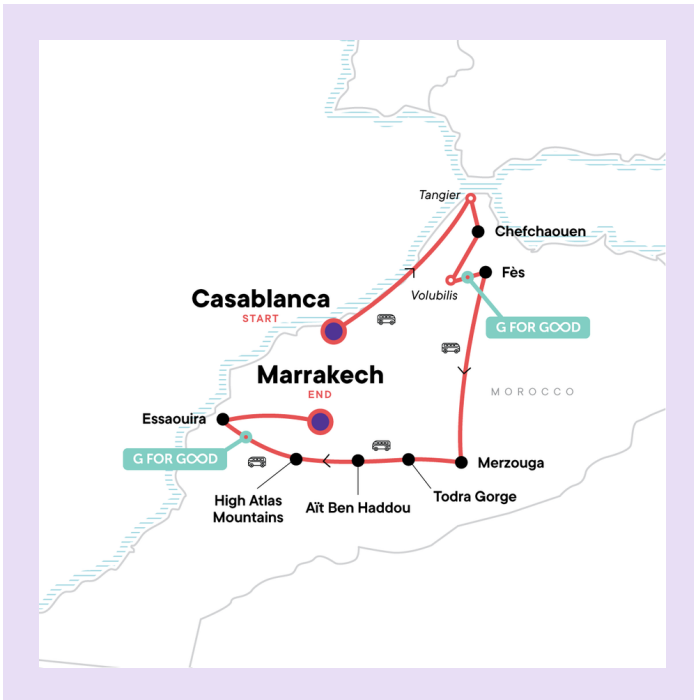 Tangier
Chefchaouen
Fès
Volubilis
Casablanca
START
G FOR GOOD
Marrakech
END
MOROCCO
Essaouira
G FOR GOOD
Merzouga
High Atlas
Mountains
Aït Ben Haddou
Todra Gorge